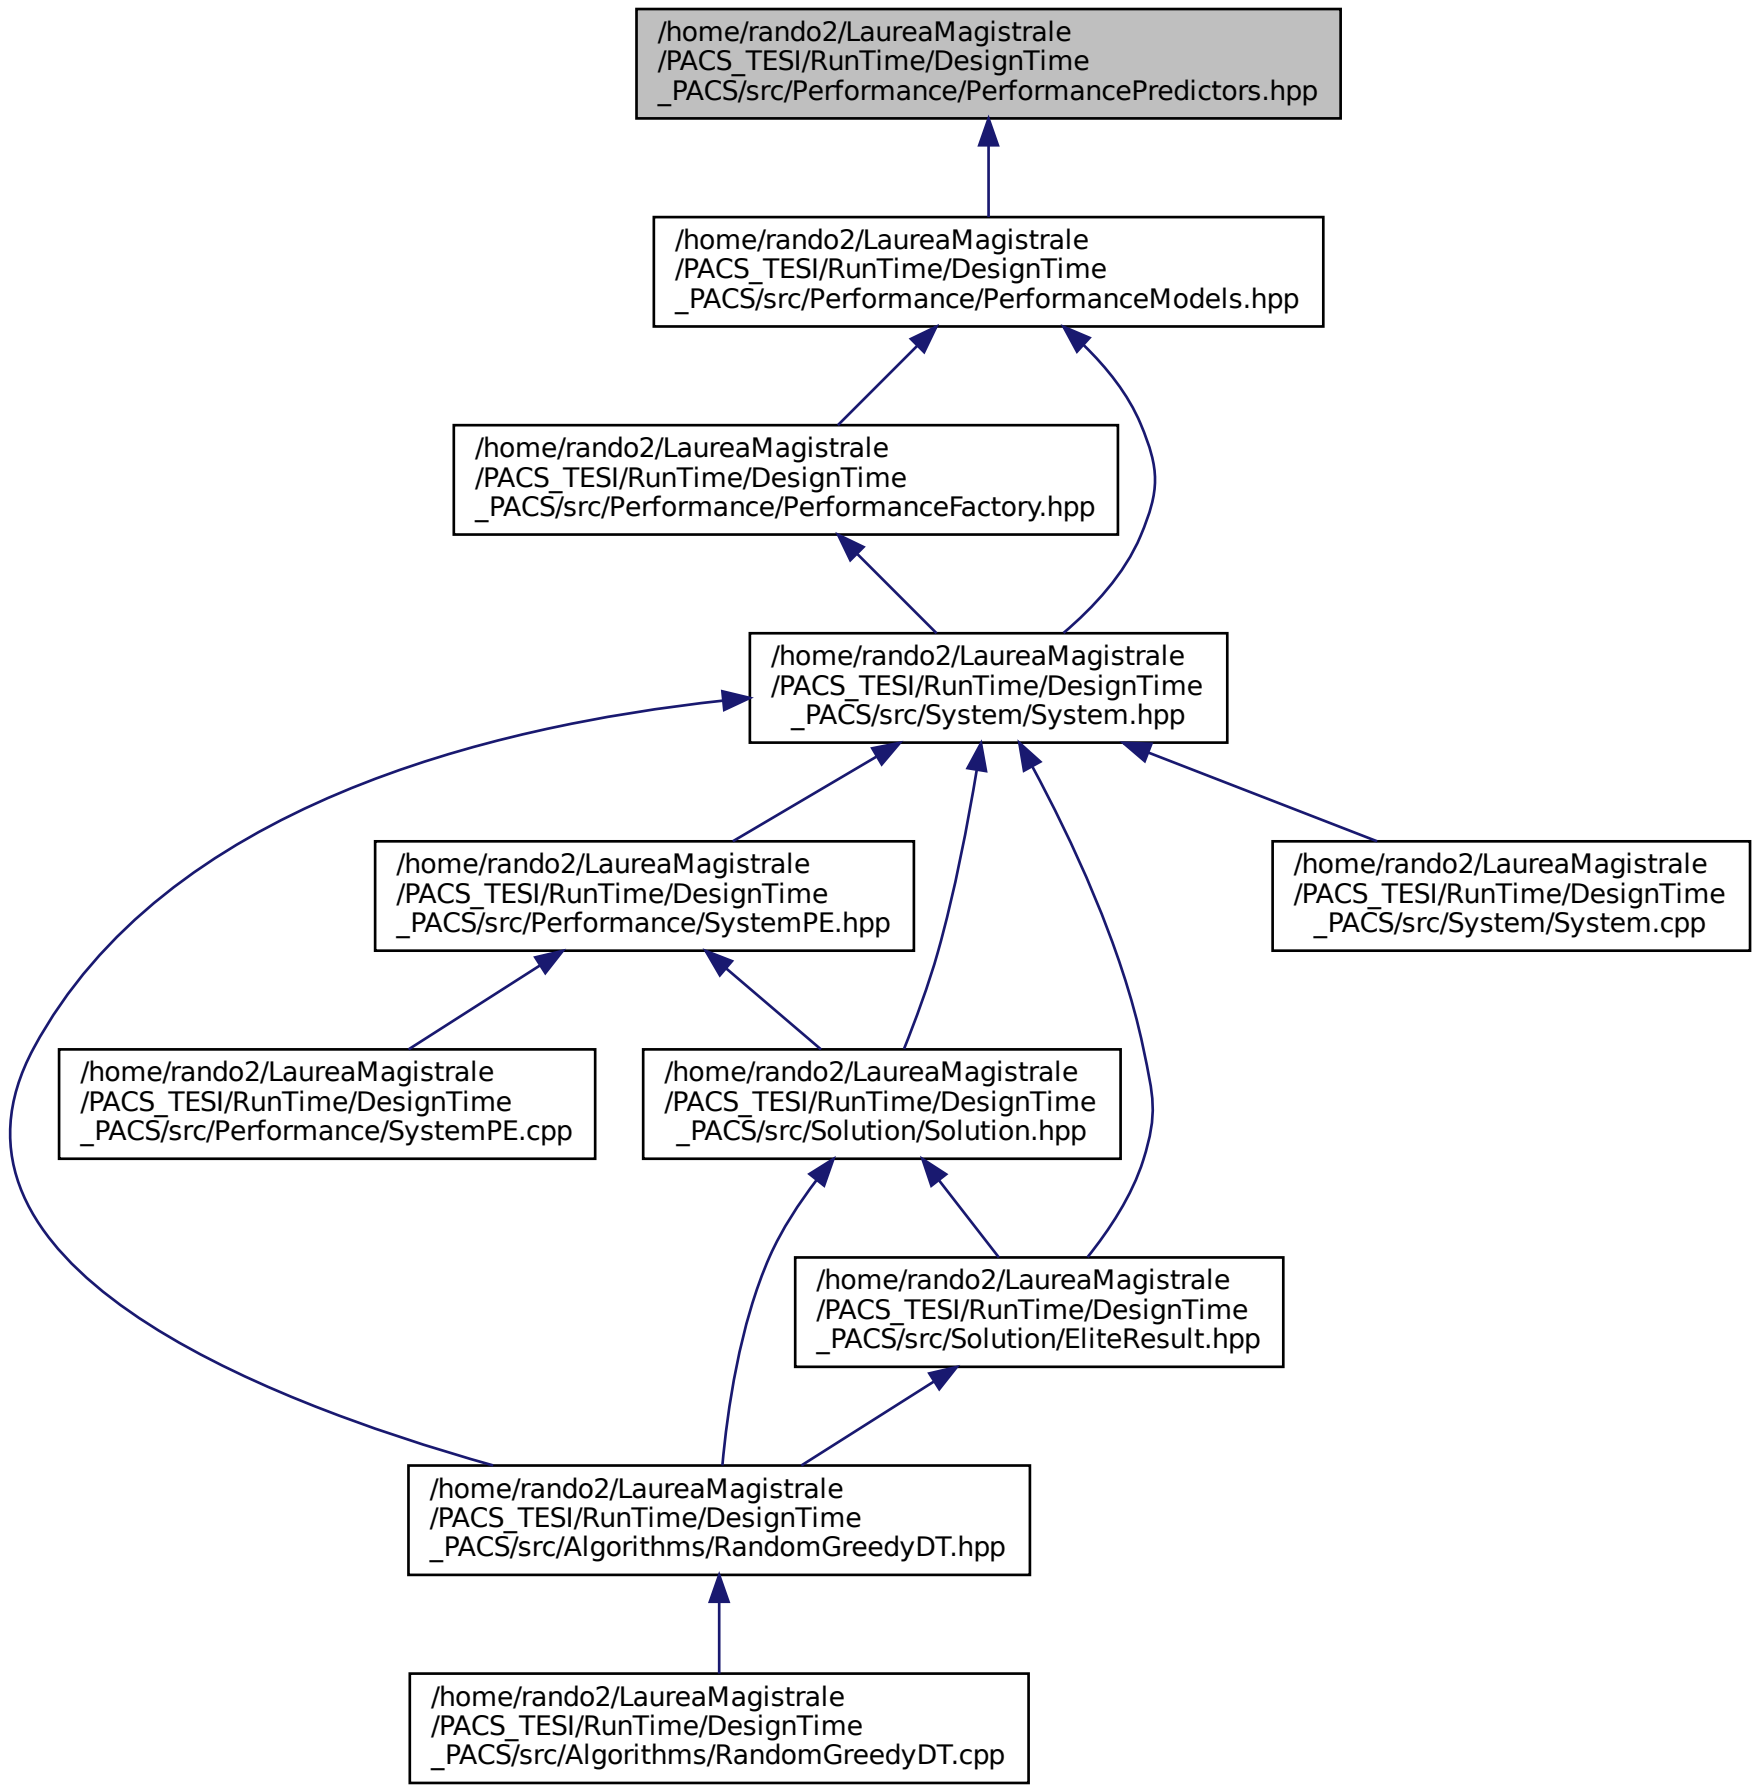 /home/rando2/LaureaMagistrale
/PACS_TESI/RunTime/DesignTime
_PACS/src/Performance/PerformancePredictors.hpp
/home/rando2/LaureaMagistrale
/PACS_TESI/RunTime/DesignTime
_PACS/src/Performance/PerformanceModels.hpp
/home/rando2/LaureaMagistrale
/PACS_TESI/RunTime/DesignTime
_PACS/src/Performance/PerformanceFactory.hpp
/home/rando2/LaureaMagistrale
/PACS_TESI/RunTime/DesignTime
_PACS/src/System/System.hpp
/home/rando2/LaureaMagistrale
/PACS_TESI/RunTime/DesignTime
_PACS/src/Performance/SystemPE.hpp
/home/rando2/LaureaMagistrale
/PACS_TESI/RunTime/DesignTime
_PACS/src/System/System.cpp
/home/rando2/LaureaMagistrale
/PACS_TESI/RunTime/DesignTime
_PACS/src/Performance/SystemPE.cpp
/home/rando2/LaureaMagistrale
/PACS_TESI/RunTime/DesignTime
_PACS/src/Solution/Solution.hpp
/home/rando2/LaureaMagistrale
/PACS_TESI/RunTime/DesignTime
_PACS/src/Solution/EliteResult.hpp
/home/rando2/LaureaMagistrale
/PACS_TESI/RunTime/DesignTime
_PACS/src/Algorithms/RandomGreedyDT.hpp
/home/rando2/LaureaMagistrale
/PACS_TESI/RunTime/DesignTime
_PACS/src/Algorithms/RandomGreedyDT.cpp